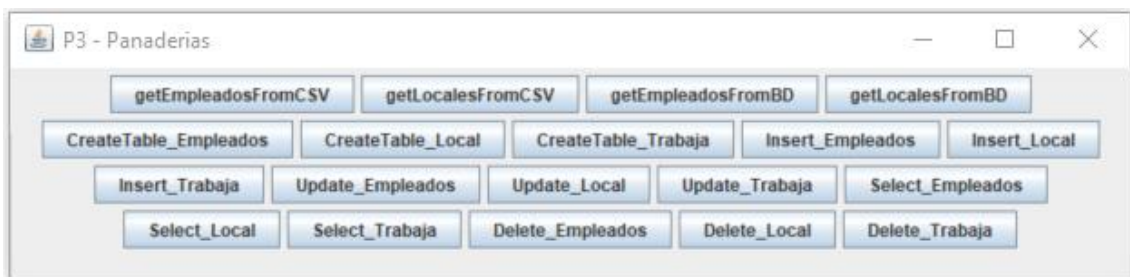 P3 - Panaderias
getEmpleadosFromCSV getLocalesFromCSV getEmpleadosFromBD getLocalesFromBD
CreateTable_Empleados CreateTable_Local CreateTable_Trabaja Insert_Empleados Insert_Local
Insert_Trabaja Update_Empleados Update_Local Update_Trabaja Select_Empleados
Select_Local Select_Trabaja Delete_Empleados Delete_Local Delete_Trabaja